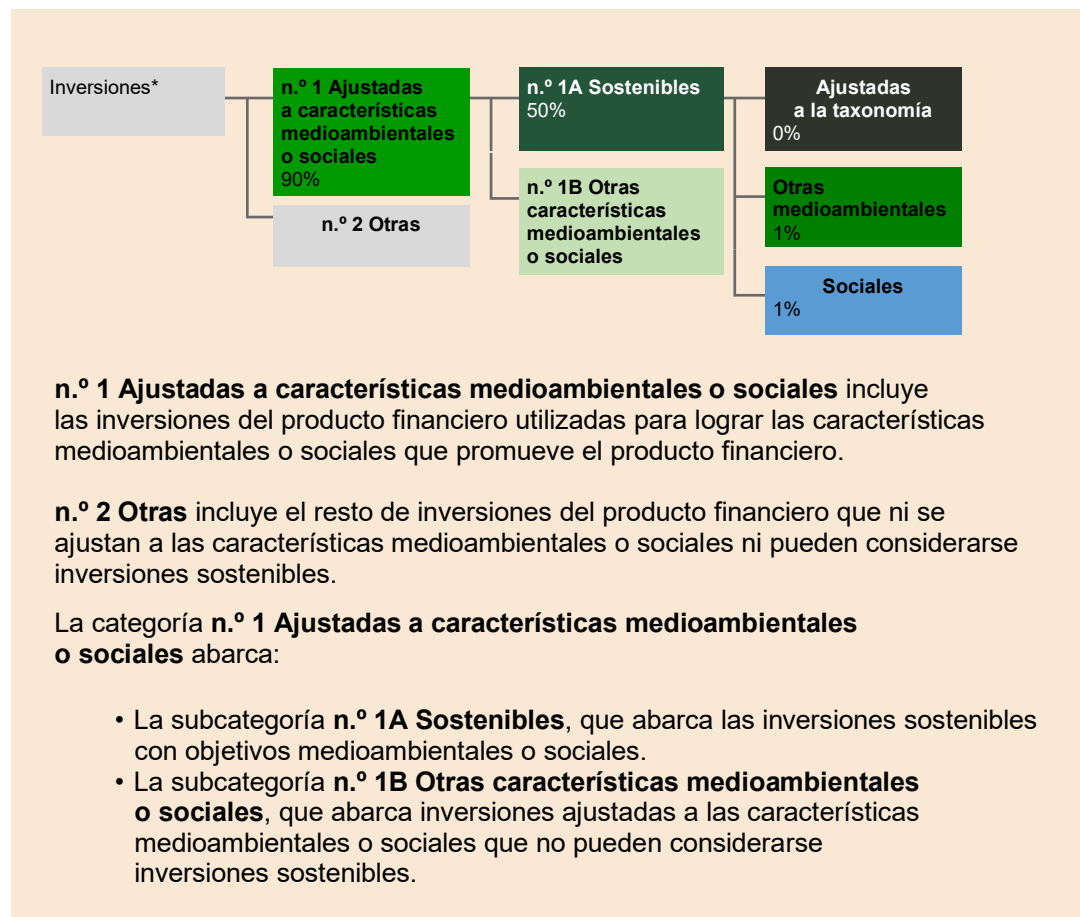 Inversiones*
n.º 1 Ajustadas
a características
medioambientales
o sociales
90%
n.º 2 Otras
n.º 1A Sostenibles
50%
n.º 1B Otras
características
medioambientales
o sociales
Ajustadas
a la taxonomía
0%
Otras
medioambientales
1%
Sociales
1%
n.º 1 Ajustadas a características medioambientales o sociales incluye
las inversiones del producto financiero utilizadas para lograr las características
medioambientales o sociales que promueve el producto financiero.
n.º 2 Otras incluye el resto de inversiones del producto financiero que ni se
ajustan a las características medioambientales o sociales ni pueden considerarse
inversiones sostenibles.
La categoría n.º 1 Ajustadas a características medioambientales
o sociales abarca:
• La subcategoría n.º 1A Sostenibles, que abarca las inversiones sostenibles
con objetivos medioambientales o sociales.
• La subcategoría n.º 1B Otras características medioambientales
o sociales, que abarca inversiones ajustadas a las características
medioambientales o sociales que no pueden considerarse
inversiones sostenibles.